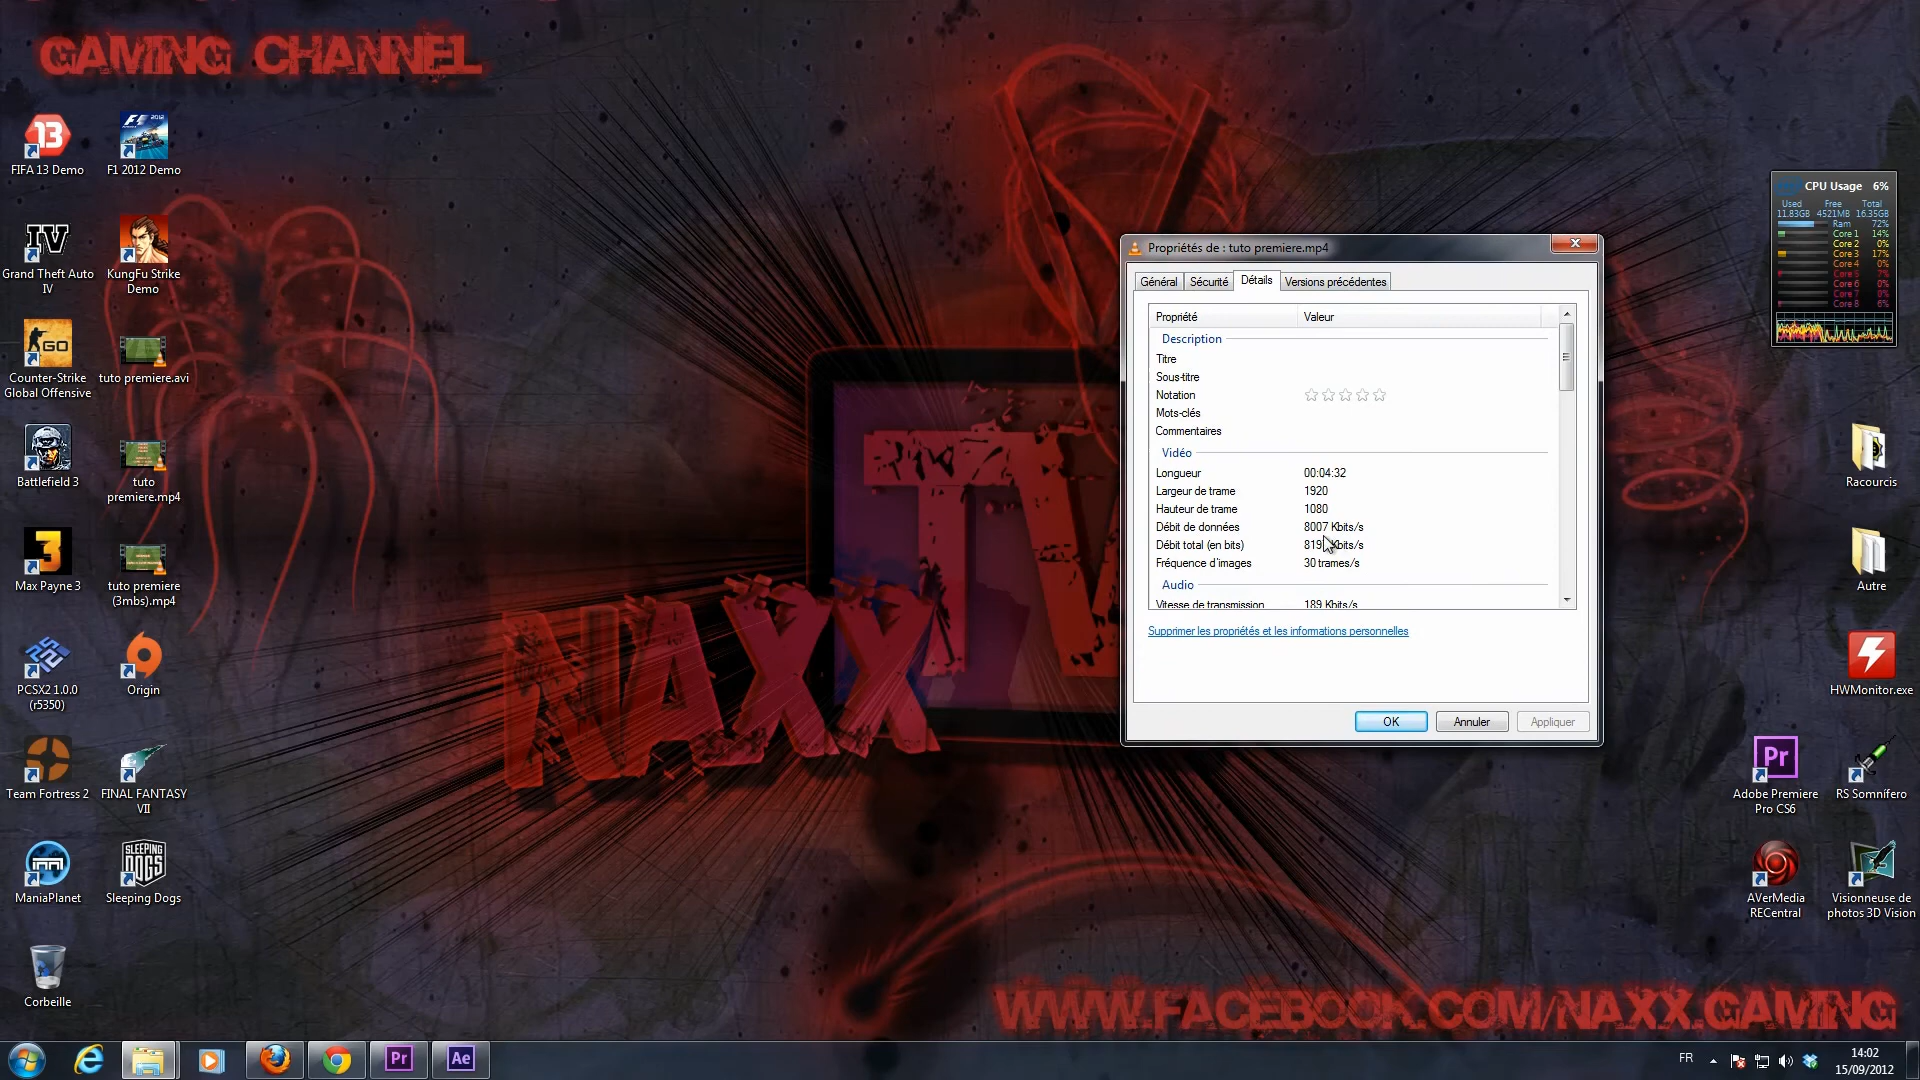 GAMING CHANNEL
FIFA 13 Demo
F1 2012 Demo
Grand Theft Auto
IV
KungFu Strike
Demo
Counter-Strike
Global Offensive
tuto premiere.avi
Battlefield 3
tuto
premiere.mp4
Max Payne 3
tuto premiere
(3mbs).mp4
PCSX2 1.0.0
(r5350)
Origin
Team Fortress 2
FINAL FANTASY
VII
ManiaPlanet
Sleeping Dogs
Corbeille
NAXX
TV
Propriétés de : tuto premiere.mp4
Général
Sécurité
Détails
Versions précédentes
Propriété
Valeur
Description
Titre
Sous-titre
Notation
Mots-clés
Commentaires
Vidéo
Longueur
00:04:32
Largeur de trame
1920
Hauteur de trame
1080
Débit de données
8007 Kbits/s
Débit total (en bits)
819 Kbits/s
Fréquence d'images
30 trames/s
Audio
Vitesse de transmission
189 Kbits/s
Supprimer les propriétés et les informations personnelles
OK
Annuler
Appliquer
CPU Usage 6%
Used Free Total
11.83GB 4521MB 16.35GB
Ram 72%
Core 1 14%
Core 2 0%
Core 3 17%
Core 4 0%
Core 5 7%
Core 6 0%
Core 7 0%
Core 8 6%
Racourcis
Autre
HWMonitor.exe
Adobe Premiere
Pro CS6
RS Somnífero
AVerMedia
RECentral
Visionneuse de
photos 3D Vision
WWW.FACEBOOK.COM/NAXX.GAMING
FR
14:02
15/09/2012